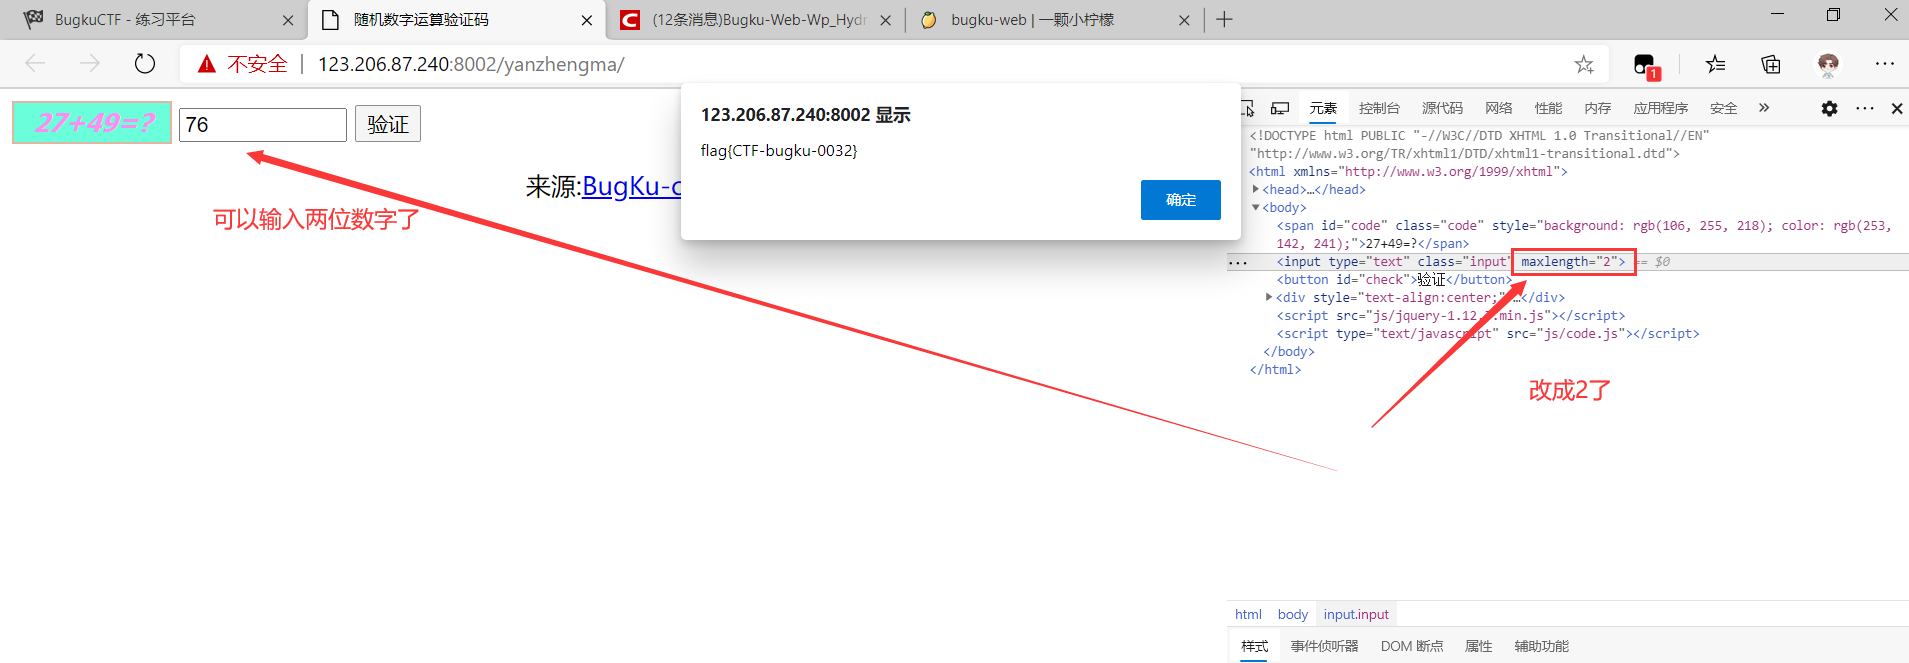 BugkuCTF - 练习平台
随机数字运算验证码
(12条消息)Bugku-Web-Wp_Hydr
bugku-web | 一颗小柠檬
不安全 | 123.206.87.240:8002/yanzhengma/
1
27+49=? 76 验证
可以输入两位数字了
来源:BugKu-c
123.206.87.240:8002 显示
flag{CTF-bugku-0032}
确定
元素 控制台 源代码 网络 性能 内存 应用程序 安全 »
<!DOCTYPE html PUBLIC "-//W3C//DTD XHTML 1.0 Transitional//EN"
"http://www.w3.org/TR/xhtml1/DTD/xhtml1-transitional.dtd">
<html xmlns="http://www.w3.org/1999/xhtml">
<head>…</head>
<body>
<span id="code" class="code" style="background: rgb(106, 255, 218); color: rgb(253,
142, 241);">27+49=?</span>
<input type="text" class="input" maxlength="2"> == $0
<button id="check">验证</button>
<div style="text-align:center;" …</div>
<script src="js/jquery-1.12. .min.js"></script>
<script type="text/javascript" src="js/code.js"></script>
</body>
</html>
改成2了
html body input.input
样式 事件侦听器 DOM 断点 属性 辅助功能